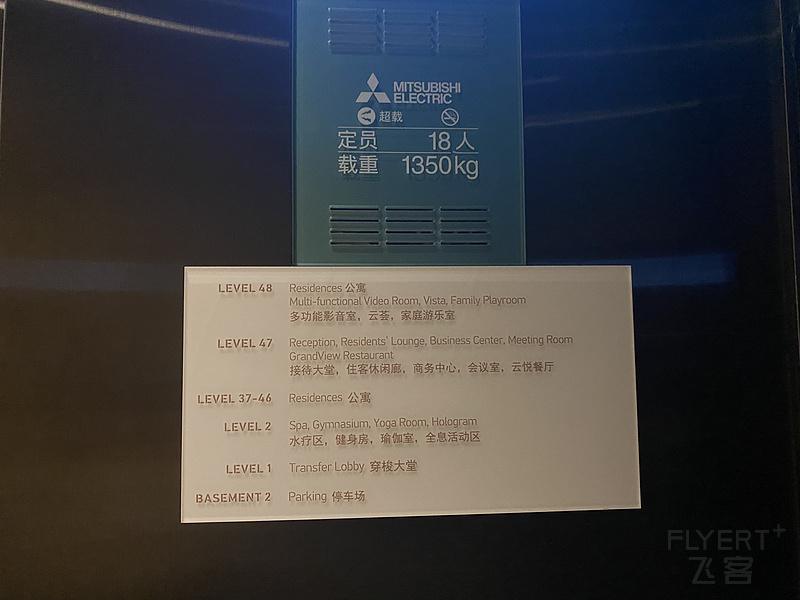 MITSUBISHI
ELECTRIC
超载
定员 18人
载重 1350kg
LEVEL 48 Residences 公寓
Multi-functional Video Room, Vista, Family Playroom
多功能影音室，云荟，家庭游乐室
LEVEL 47 Reception, Residents' Lounge, Business Center, Meeting Room
GrandView Restaurant
接待大堂，住客休闲廊，商务中心，会议室，云悦餐厅
LEVEL 37-46 Residences 公寓
LEVEL 2 Spa, Gymnasium, Yoga Room, Hologram
水疗区，健身房，瑜伽室，全息活动区
LEVEL 1 Transfer Lobby 穿梭大堂
BASEMENT 2 Parking 停车场
FLYERT+
飞客